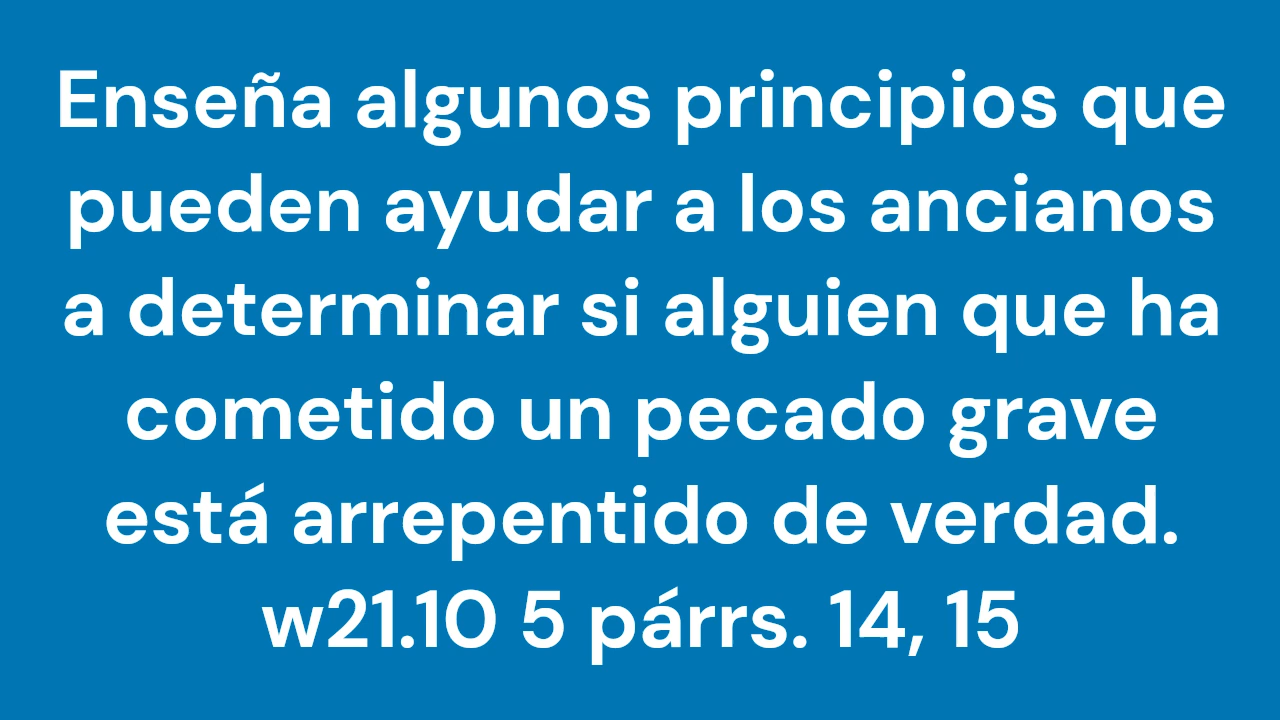 Enseña algunos principios que
pueden ayudar a los ancianos
a determinar si alguien que ha
cometido un pecado grave
está arrepentido de verdad.
w21.10 5 párrs. 14, 15